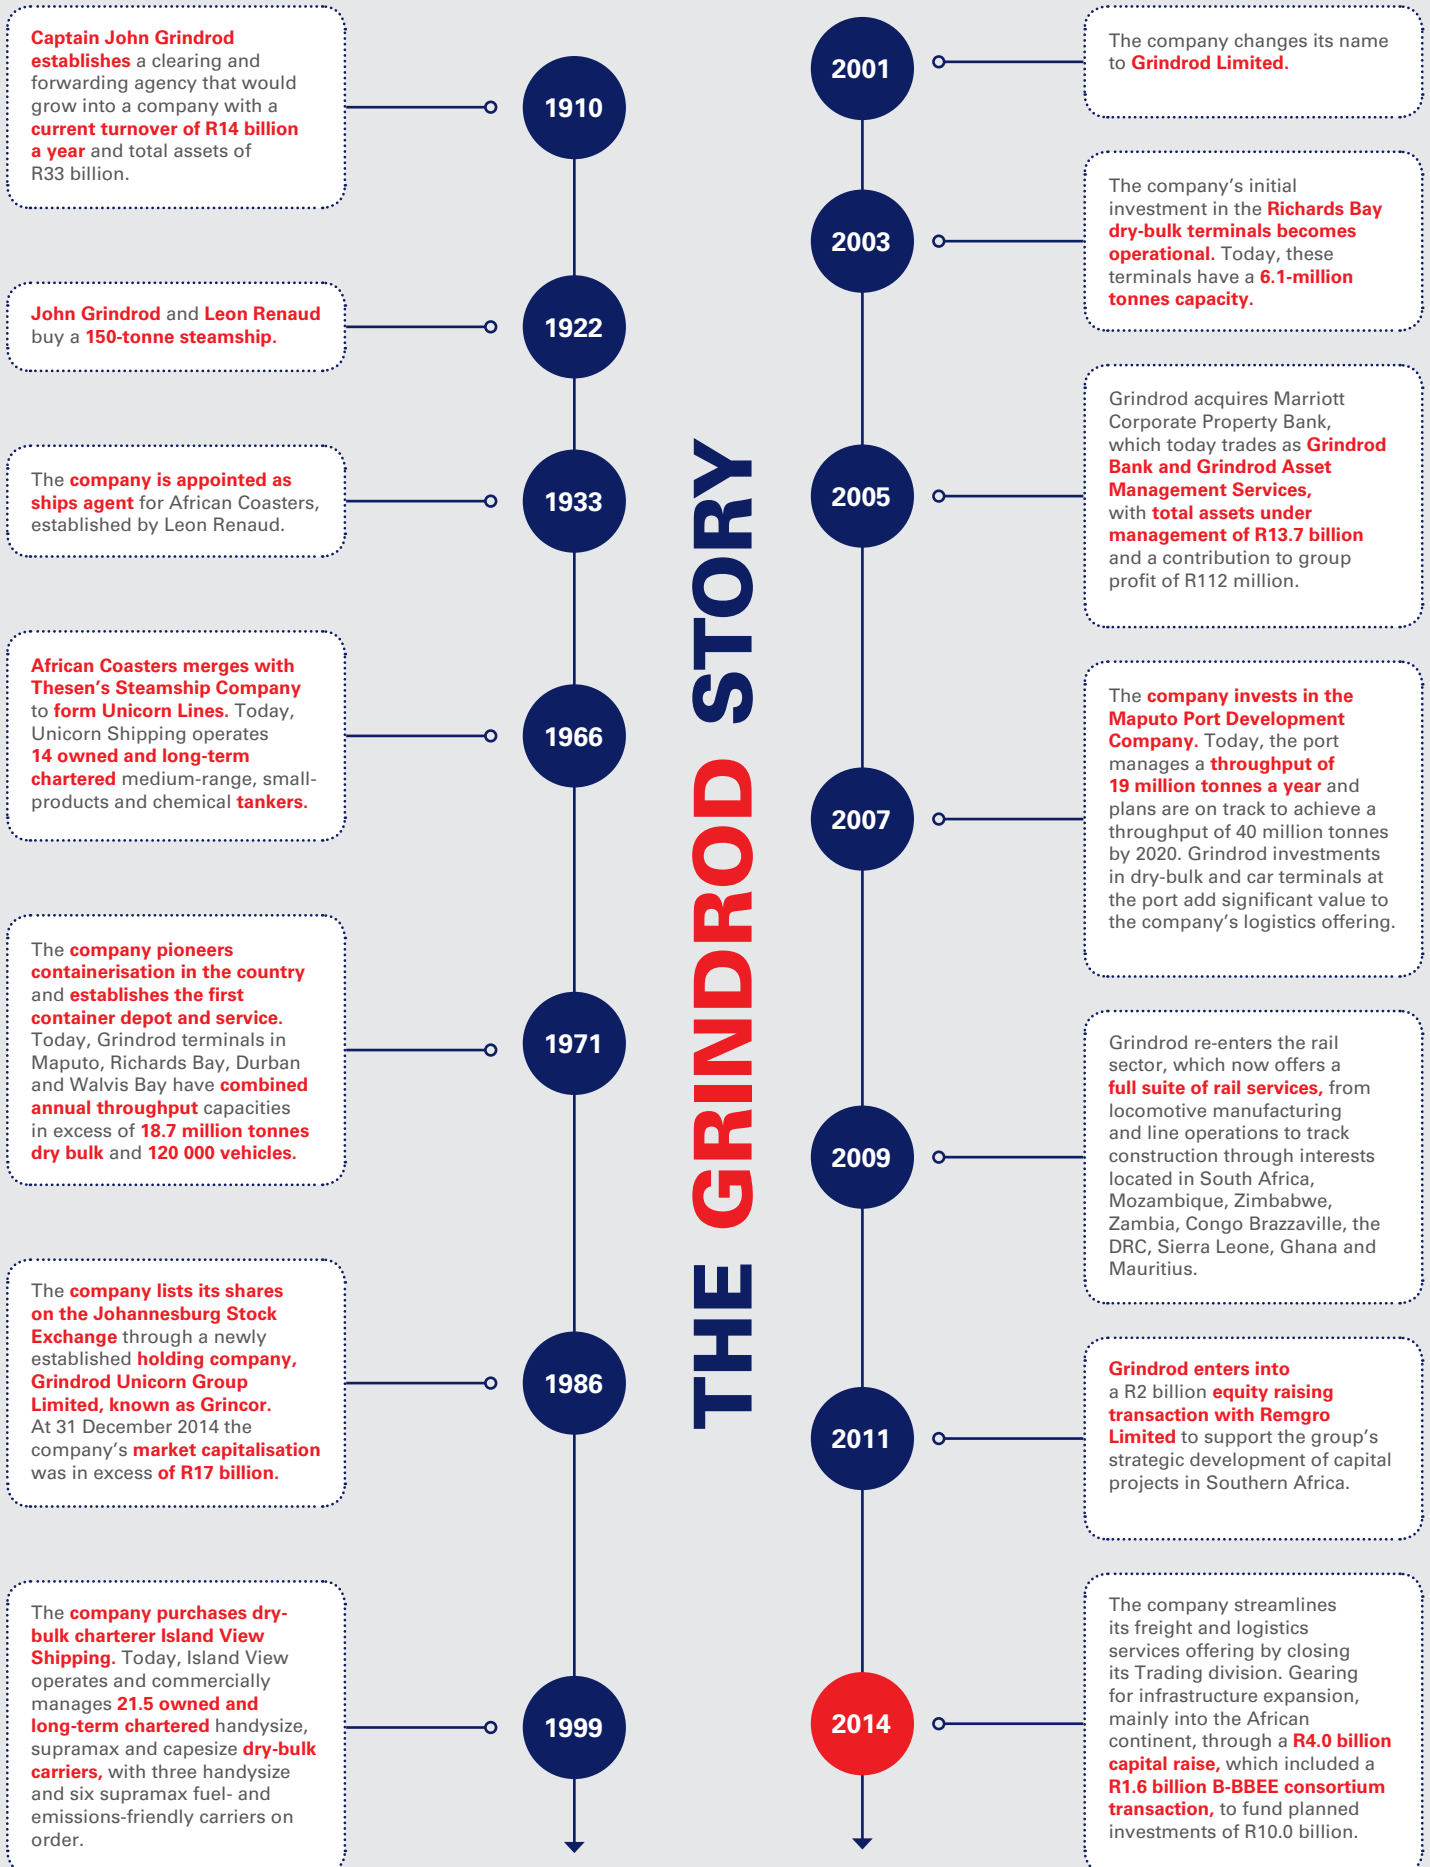 Captain John Grindrod
establishes a clearing and
forwarding agency that would
grow into a company with a
current turnover of R14 billion
a year and total assets of
R33 billion.
1910
John Grindrod and Leon Renaud
buy a 150-tonne steamship.
1922
The company is appointed as
ships agent for African Coasters,
established by Leon Renaud.
1933
African Coasters merges with
Thesen's Steamship Company
to form Unicorn Lines. Today,
Unicorn Shipping operates
14 owned and long-term
chartered medium-range, small-
products and chemical tankers.
1966
The company pioneers
containerisation in the country
and establishes the first
container depot and service.
Today, Grindrod terminals in
Maputo, Richards Bay, Durban
and Walvis Bay have combined
annual throughput capacities
in excess of 18.7 million tonnes
dry bulk and 120 000 vehicles.
1971
The company lists its shares
on the Johannesburg Stock
Exchange through a newly
established holding company,
Grindrod Unicorn Group
Limited, known as Grincor.
At 31 December 2014 the
company's market capitalisation
was in excess of R17 billion.
1986
The company purchases dry-
bulk charterer Island View
Shipping. Today, Island View
operates and commercially
manages 21.5 owned and
long-term chartered handysize,
supramax and capesize dry-bulk
carriers, with three handysize
and six supramax fuel- and
emissions-friendly carriers on
order.
1999
THE GRINDROD STORY
2001
The company changes its name
to Grindrod Limited.
2003
The company's initial
investment in the Richards Bay
dry-bulk terminals becomes
operational. Today, these
terminals have a 6.1-million
tonnes capacity.
2005
Grindrod acquires Marriott
Corporate Property Bank,
which today trades as Grindrod
Bank and Grindrod Asset
Management Services,
with total assets under
management of R13.7 billion
and a contribution to group
profit of R112 million.
2007
The company invests in the
Maputo Port Development
Company. Today, the port
manages a throughput of
19 million tonnes a year and
plans are on track to achieve a
throughput of 40 million tonnes
by 2020. Grindrod investments
in dry-bulk and car terminals at
the port add significant value to
the company's logistics offering.
2009
Grindrod re-enters the rail
sector, which now offers a
full suite of rail services, from
locomotive manufacturing
and line operations to track
construction through interests
located in South Africa,
Mozambique, Zimbabwe,
Zambia, Congo Brazzaville, the
DRC, Sierra Leone, Ghana and
Mauritius.
2011
Grindrod enters into
a R2 billion equity raising
transaction with Remgro
Limited to support the group's
strategic development of capital
projects in Southern Africa.
2014
The company streamlines
its freight and logistics
services offering by closing
its Trading division. Gearing
for infrastructure expansion,
mainly into the African
continent, through a R4.0 billion
capital raise, which included a
R1.6 billion B-BBEE consortium
transaction, to fund planned
investments of R10.0 billion.